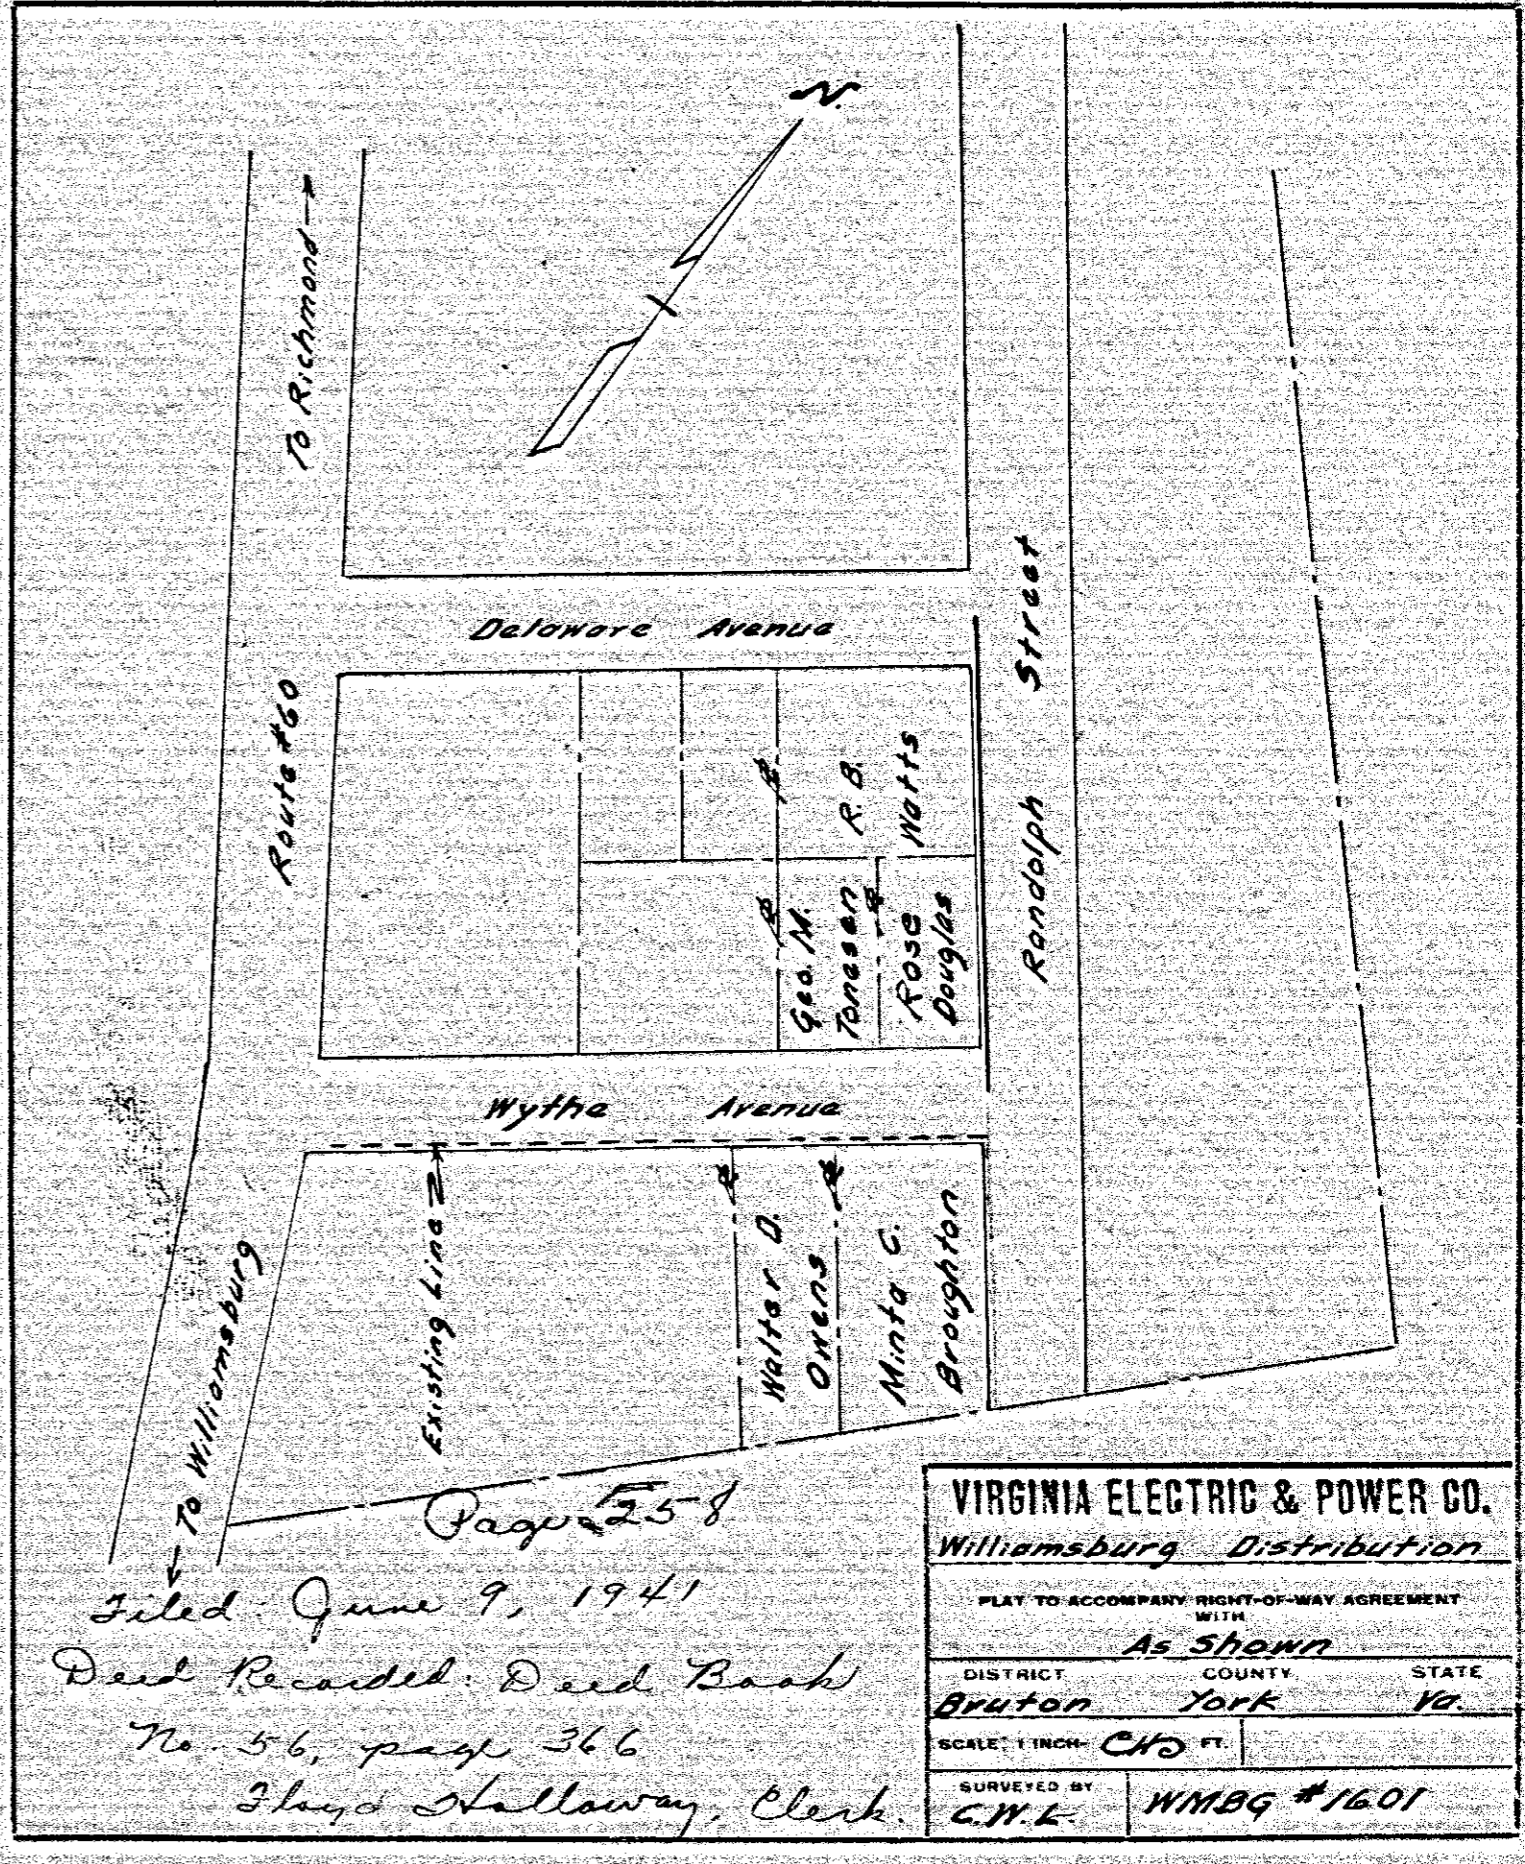 N.
To Richmond →
Delaware Avenue
Route #60
Street
Randolph
R. B.
Watts
Geo. M.
Tonesen
Rose
Douglas
Wythe Avenue
Existing Line
Walter D.
Owens
Minta C.
Broughton
← To Williamsburg
Page 258
Filed: June 9, 1941
Deed Recorded: Deed Book
No. 56, page 366
Floyd Holloway, Clerk.
VIRGINIA ELECTRIC & POWER CO.
Williamsburg Distribution
PLAT TO ACCOMPANY RIGHT-OF-WAY AGREEMENT
WITH
As Shown
DISTRICT COUNTY STATE
Bruton York Va.
SCALE: 1 INCH= FT.
SURVEYED BY
C.W.L.
WMBG #1601